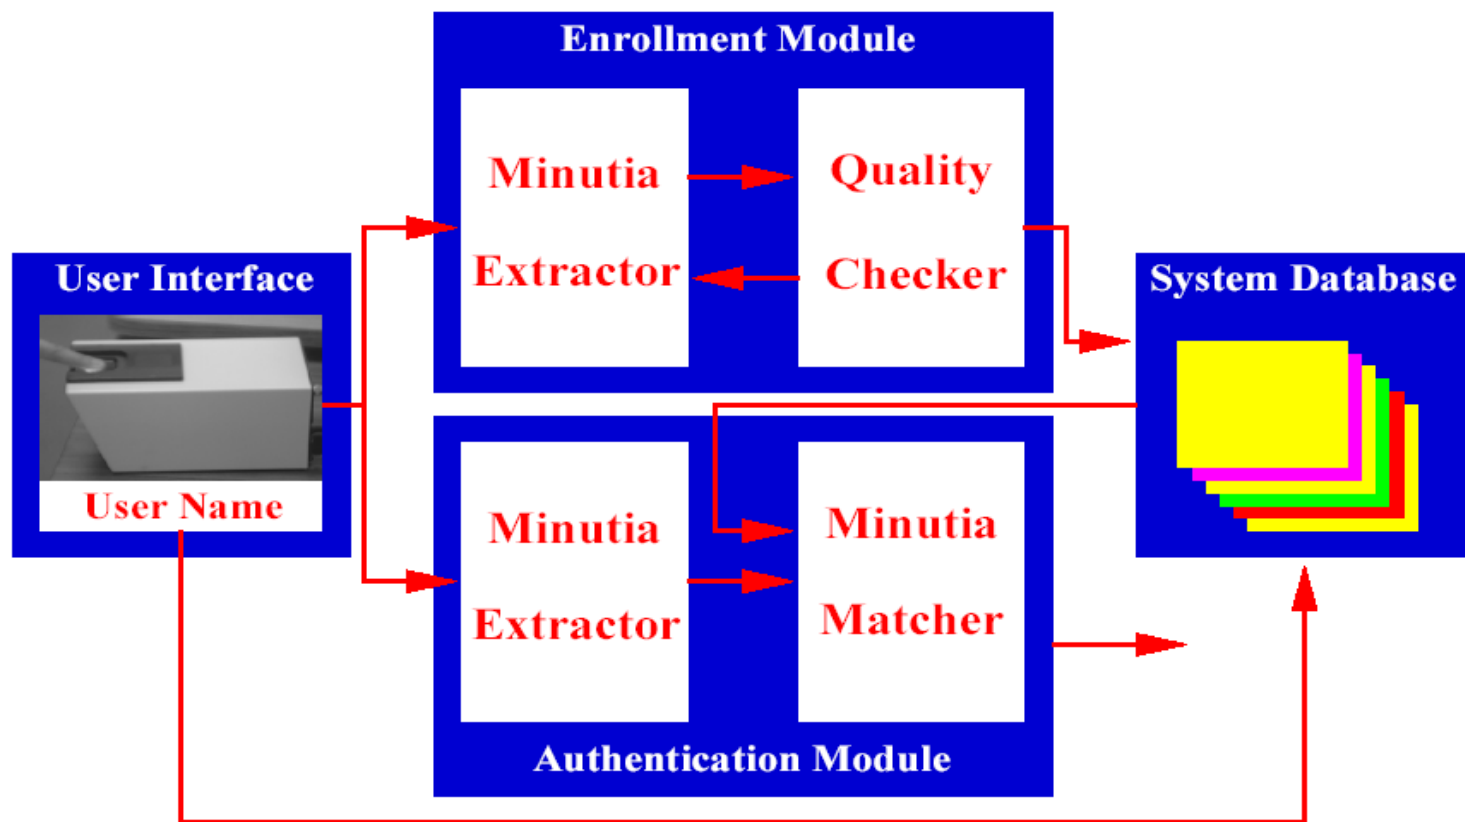 Enrollment Module
Minutia
Extractor
Quality
Checker
User Interface
User Name
System Database
Minutia
Extractor
Minutia
Matcher
Authentication Module